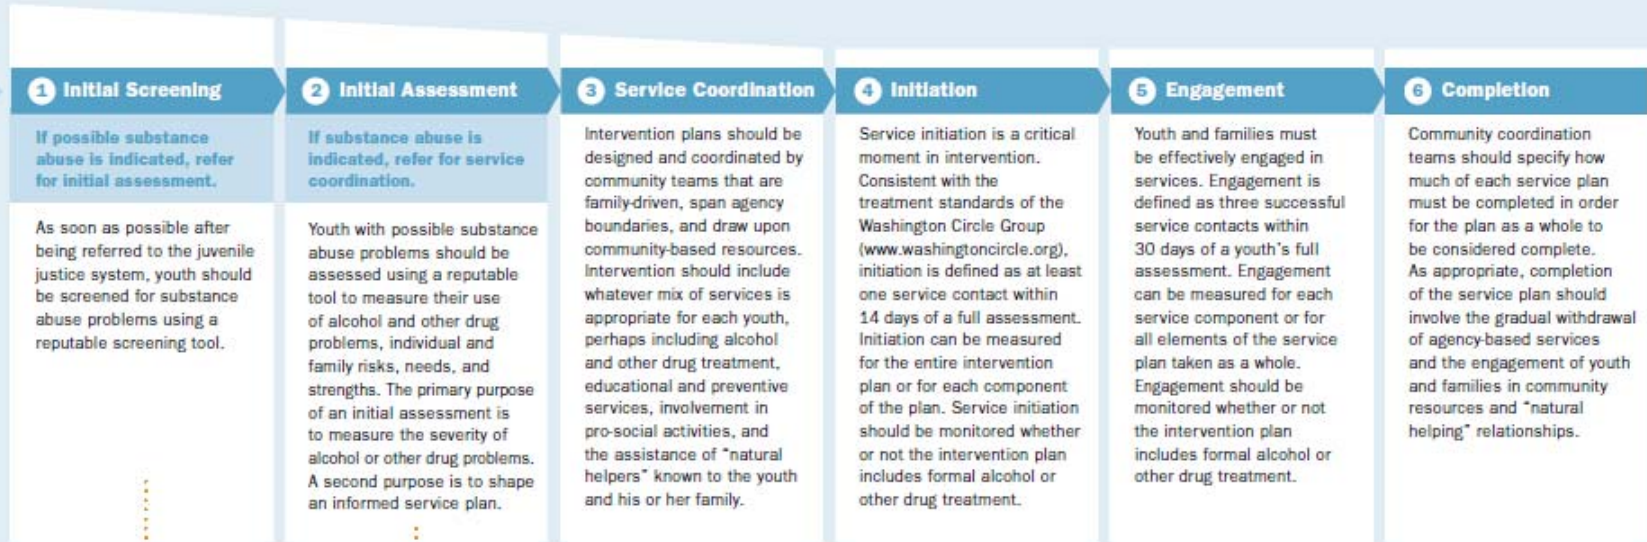 1 Initial Screening
If possible substance
abuse is indicated, refer
for initial assessment.
As soon as possible after
being referred to the juvenile
justice system, youth should
be screened for substance
abuse problems using a
reputable screening tool.
2 Initial Assessment
If substance abuse is
indicated, refer for service
coordination.
Youth with possible substance
abuse problems should be
assessed using a reputable
tool to measure their use
of alcohol and other drug
problems, individual and
family risks, needs, and
strengths. The primary purpose
of an initial assessment is
to measure the severity of
alcohol or other drug problems.
A second purpose is to shape
an informed service plan.
3 Service Coordination
Intervention plans should be
designed and coordinated by
community teams that are
family-driven, span agency
boundaries, and draw upon
community-based resources.
Intervention should include
whatever mix of services is
appropriate for each youth,
perhaps including alcohol
and other drug treatment,
educational and preventive
services, involvement in
pro-social activities, and
the assistance of "natural
helpers" known to the youth
and his or her family.
4 Initiation
Service initiation is a critical
moment in intervention.
Consistent with the
treatment standards of the
Washington Circle Group
(www.washingtoncircle.org),
initiation is defined as at least
one service contact within
14 days of a full assessment.
Initiation can be measured
for the entire intervention
plan or for each component
of the plan. Service initiation
should be monitored whether
or not the intervention plan
includes formal alcohol or
other drug treatment.
5 Engagement
Youth and families must
be effectively engaged in
services. Engagement is
defined as three successful
service contacts within
30 days of a youth's full
assessment. Engagement
can be measured for each
service component or for
all elements of the service
plan taken as a whole.
Engagement should be
monitored whether or not
the intervention plan
includes formal alcohol or
other drug treatment.
6 Completion
Community coordination
teams should specify how
much of each service plan
must be completed in order
for the plan as a whole to
be considered complete.
As appropriate, completion
of the service plan should
involve the gradual withdrawal
of agency-based services
and the engagement of youth
and families in community
resources and "natural
helping" relationships.